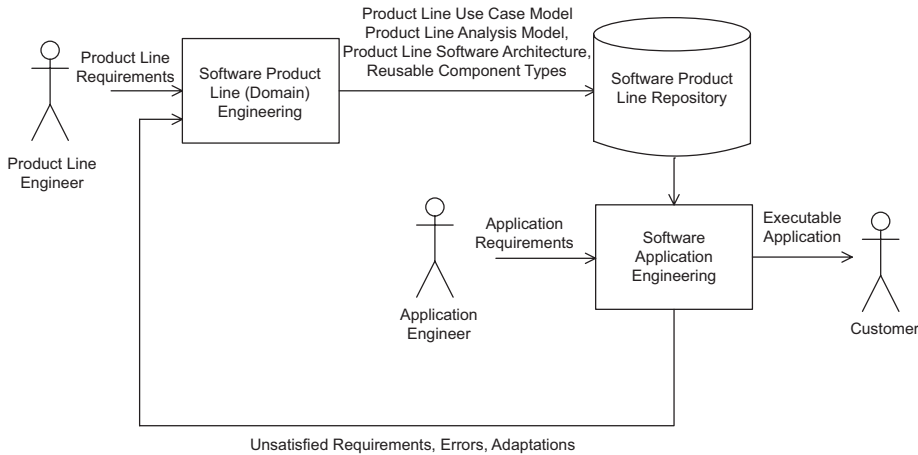 Product Line Use Case Model
Product Line Analysis Model,
Product Line Software Architecture,
Reusable Component Types
Product Line
Requirements
Software Product
Line (Domain)
Engineering
Software Product
Line Repository
Product Line
Engineer
Application
Requirements
Software
Application
Engineering
Executable
Application
Application
Engineer
Customer
Unsatisfied Requirements, Errors, Adaptations